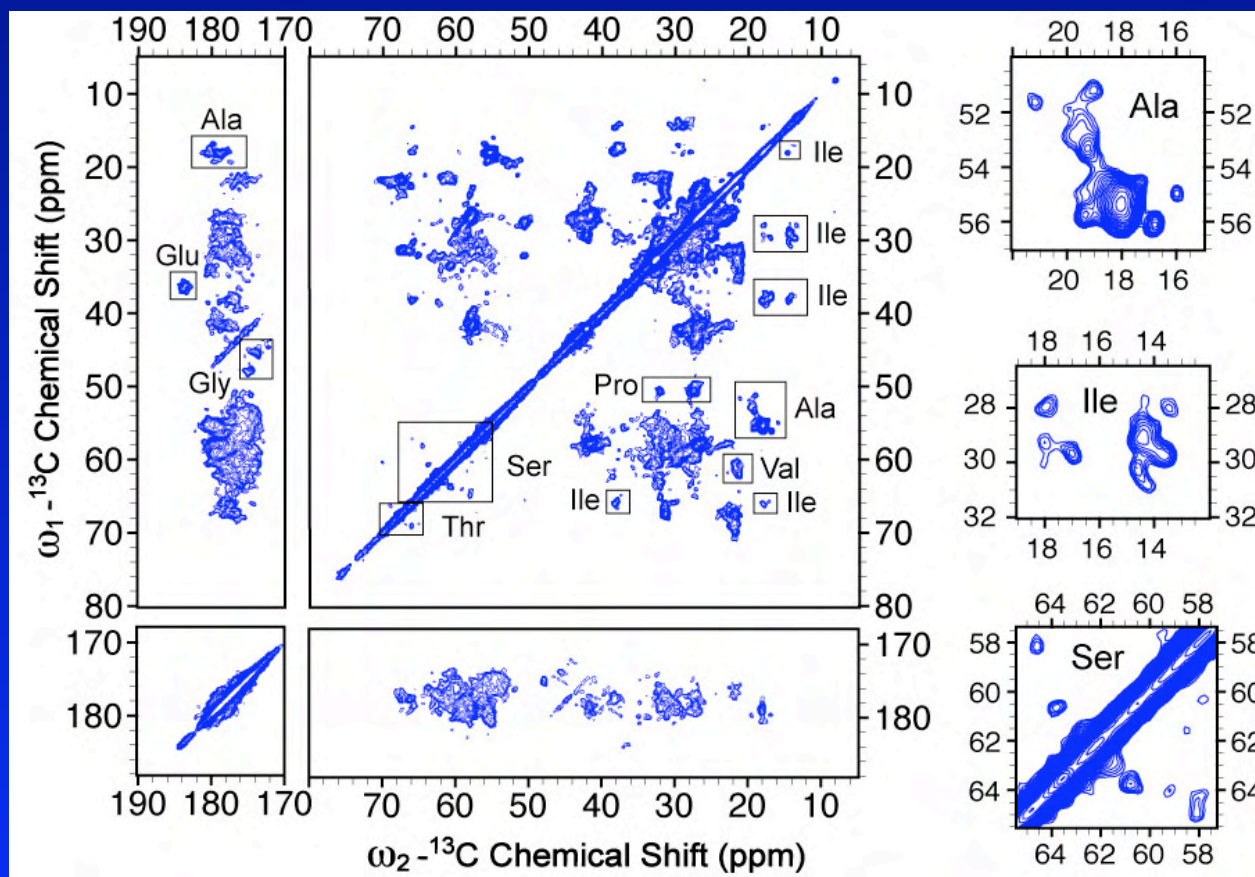 190 180 170
70 60 50 40 30 20 10
20 18 16
10
20
30
40
50
60
70
80
ω1 -13C Chemical Shift (ppm)
Ala
Glu
Gly
Ile
Ile
Ile
Pro
Ala
Ser
Val
Ile
Ile
Thr
10
20
30
40
50
60
70
80
52
54
56
Ala
52
54
56
20 18 16
18 16 14
28
30
32
Ile
28
30
32
18 16 14
64 62 60 58
58
60
62
64
Ser
58
60
62
64
64 62 60 58
170
180
170
180
190 180 170
70 60 50 40 30 20 10
ω2 -13C Chemical Shift (ppm)